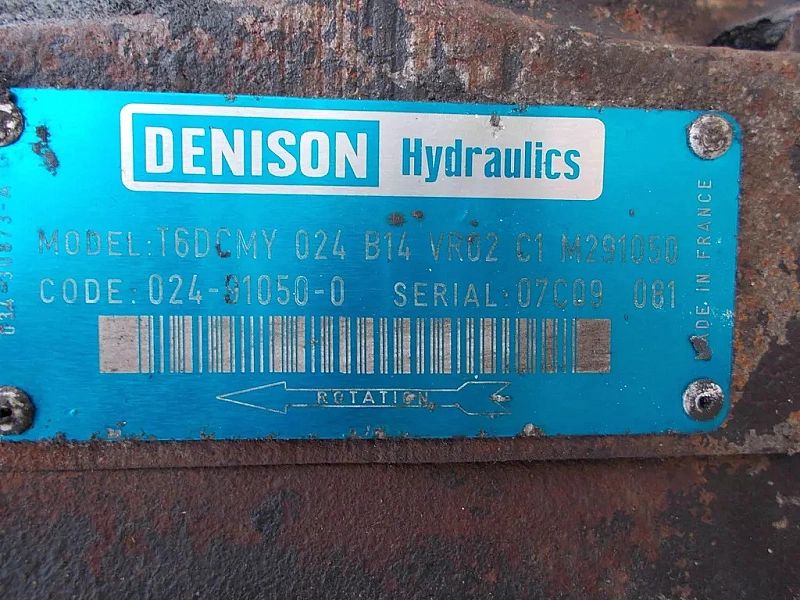 DENISON Hydraulics
MODEL: T6DCMY 024 B14 VR02 C1 M291050
CODE: 024-91050-0 SERIAL: 07C09 081
ROTATION
MADE IN FRANCE